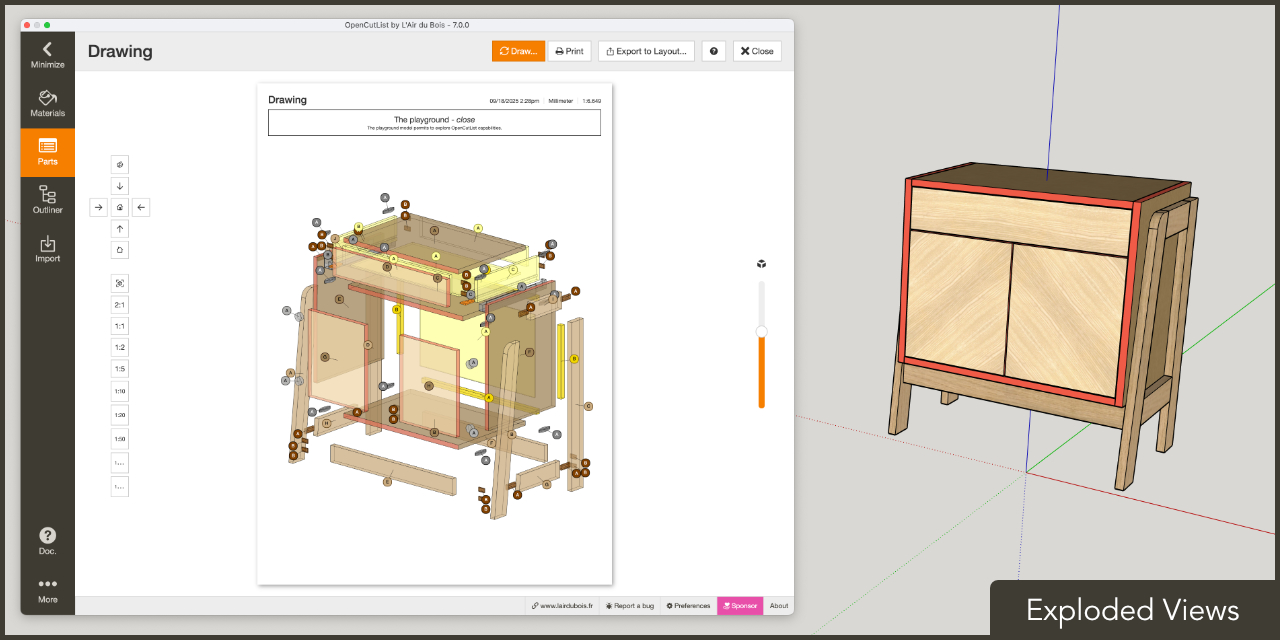 OpenCutList by L'Air du Bois - 7.0.0
Minimize
Materials
Parts
Outliner
Import
Doc.
More
Drawing
Draw...
Print
Export to Layout...
Close
Drawing
09/18/2025 2:28pm | Millimeter | 1:6.649
The playground - close
The playground model permits to explore OpenCutList capabilities.
2:1
1:1
1:2
1:5
1:10
1:20
1:50
1:...
1:...
www.lairdubois.fr
Report a bug
Preferences
Sponsor
About
Exploded Views